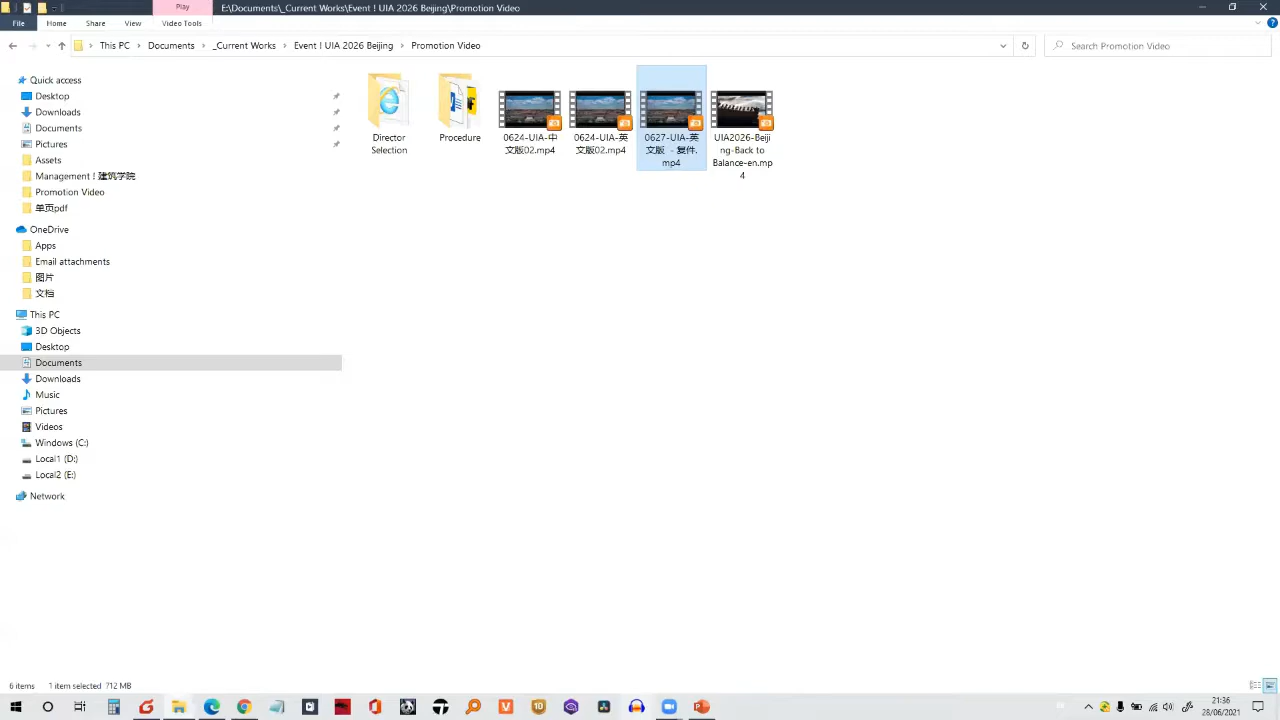 Play
E:\Documents\_Current Works\Event ! UIA 2026 Beijing\Promotion Video
File Home Share View Video Tools
This PC Documents _Current Works Event ! UIA 2026 Beijing Promotion Video
Search Promotion Video
Quick access
Desktop
Downloads
Documents
Pictures
Assets
Management ! 建筑学院
Promotion Video
单页pdf
OneDrive
Apps
Email attachments
图片
文档
This PC
3D Objects
Desktop
Documents
Downloads
Music
Pictures
Videos
Windows (C:)
Local1 (D:)
Local2 (E:)
Network
Director
Selection
Procedure
0624-UIA-中
文版02.mp4
0624-UIA-英
文版02.mp4
0627-UIA-英
文版 - 复件.
mp4
UIA2026-Beiji
ng-Back to
Balance-en.mp
4
6 items 1 item selected 712 MB
21:36
28/06/2021